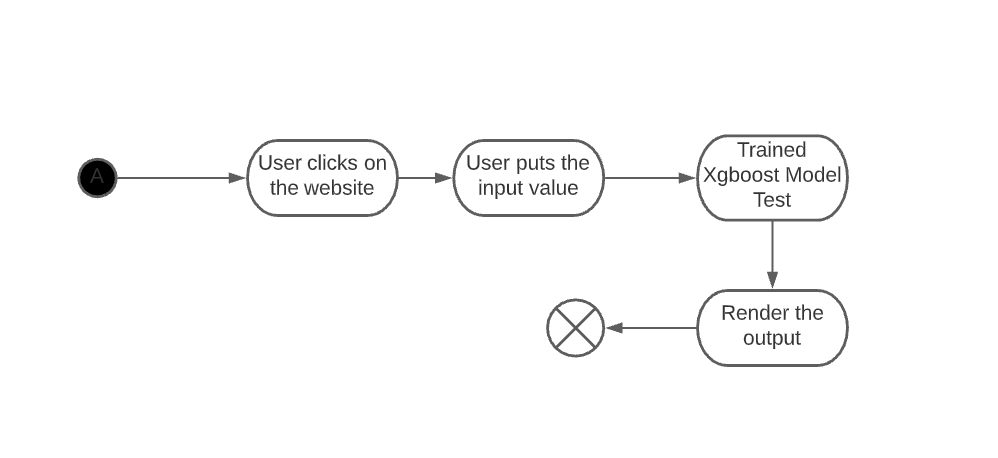 A
User clicks on
the website
User puts the
input value
Trained
Xgboost Model
Test
Render the
output